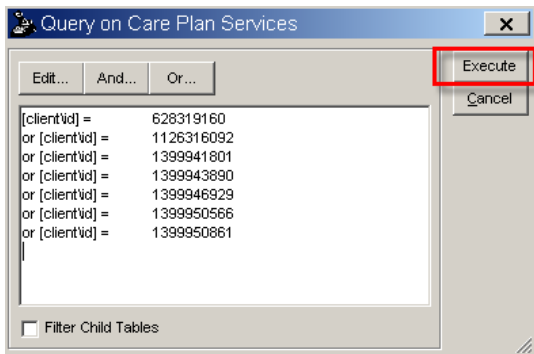 Query on Care Plan Services
Edit... And... Or...
Execute
Cancel
[client\id] = 628319160
or [client\id] = 1126316092
or [client\id] = 1399941801
or [client\id] = 1399943890
or [client\id] = 1399946929
or [client\id] = 1399950566
or [client\id] = 1399950861
Filter Child Tables